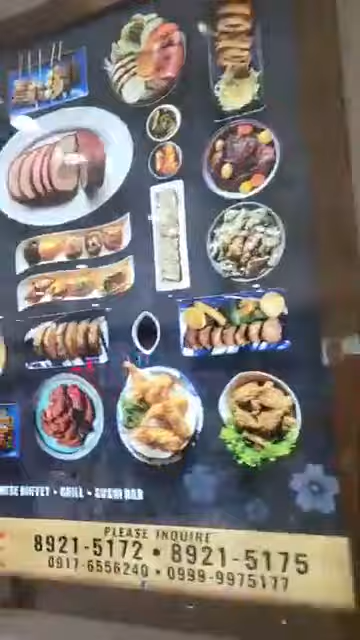 BUFFET • GRILL • SUSHI BAR
PLEASE INQUIRE
8921-5172 • 8921-5175
0917-6556240 • 0999-9975177